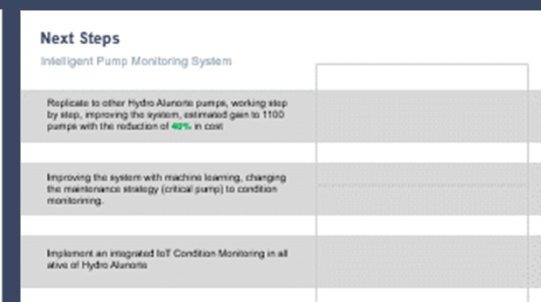 Next Steps
Intelligent Pump Monitoring System
Replicate to other Hydro Alunorte pumps, working step
by step, improving the system, estimated gain to 1100
pumps with the reduction of 40% in cost
Improving the system with machine learning, changing
the maintenance strategy (critical pump) to condition
monitorining.
Implement an integrated IoT Condition Monitoring in all
ative of Hydro Alunorte